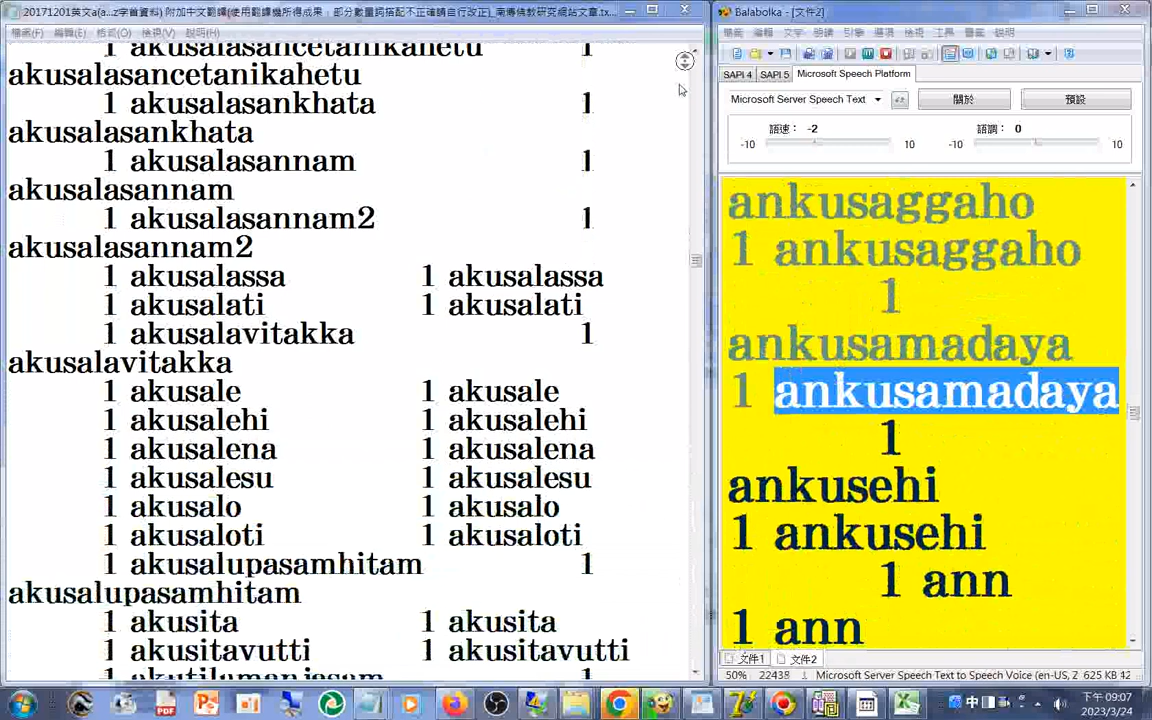 20171201英文a(a...z字首資料) 附加中文翻譯(使用翻譯機所得成果，部分數量詞搭配不正確請自行改正)_南傳佛教研究網站文章.tx...
檔案(F) 編輯(E) 格式(O) 檢視(V) 說明(H)
1 akusalasancetanikahetu 1
akusalasancetanikahetu
1 akusalasankhata 1
akusalasankhata
1 akusalasannam 1
akusalasannam
1 akusalasannam2 1
akusalasannam2
1 akusalassa 1 akusalassa
1 akusalati 1 akusalati
1 akusalavitakka 1
akusalavitakka
1 akusale 1 akusale
1 akusalehi 1 akusalehi
1 akusalena 1 akusalena
1 akusalesu 1 akusalesu
1 akusalo 1 akusalo
1 akusaloti 1 akusaloti
1 akusalupasamhitam 1
akusalupasamhitam
1 akusita 1 akusita
1 akusitavutti 1 akusitavutti
Balabolka - [文件2]
SAPI 4 SAPI 5 Microsoft Speech Platform
Microsoft Server Speech Text 關於 預設
語速： -2 語調： 0
-10 10 -10 10
ankusaggaho
1 ankusaggaho
1
ankusamadaya
1 ankusamadaya
1
ankusehi
1 ankusehi
1 ann
1 ann
文件1 文件2
50% 22438 Microsoft Server Speech Text to Speech Voice (en-US, Z 625 KB 42
中
下午 09:07
2023/3/24